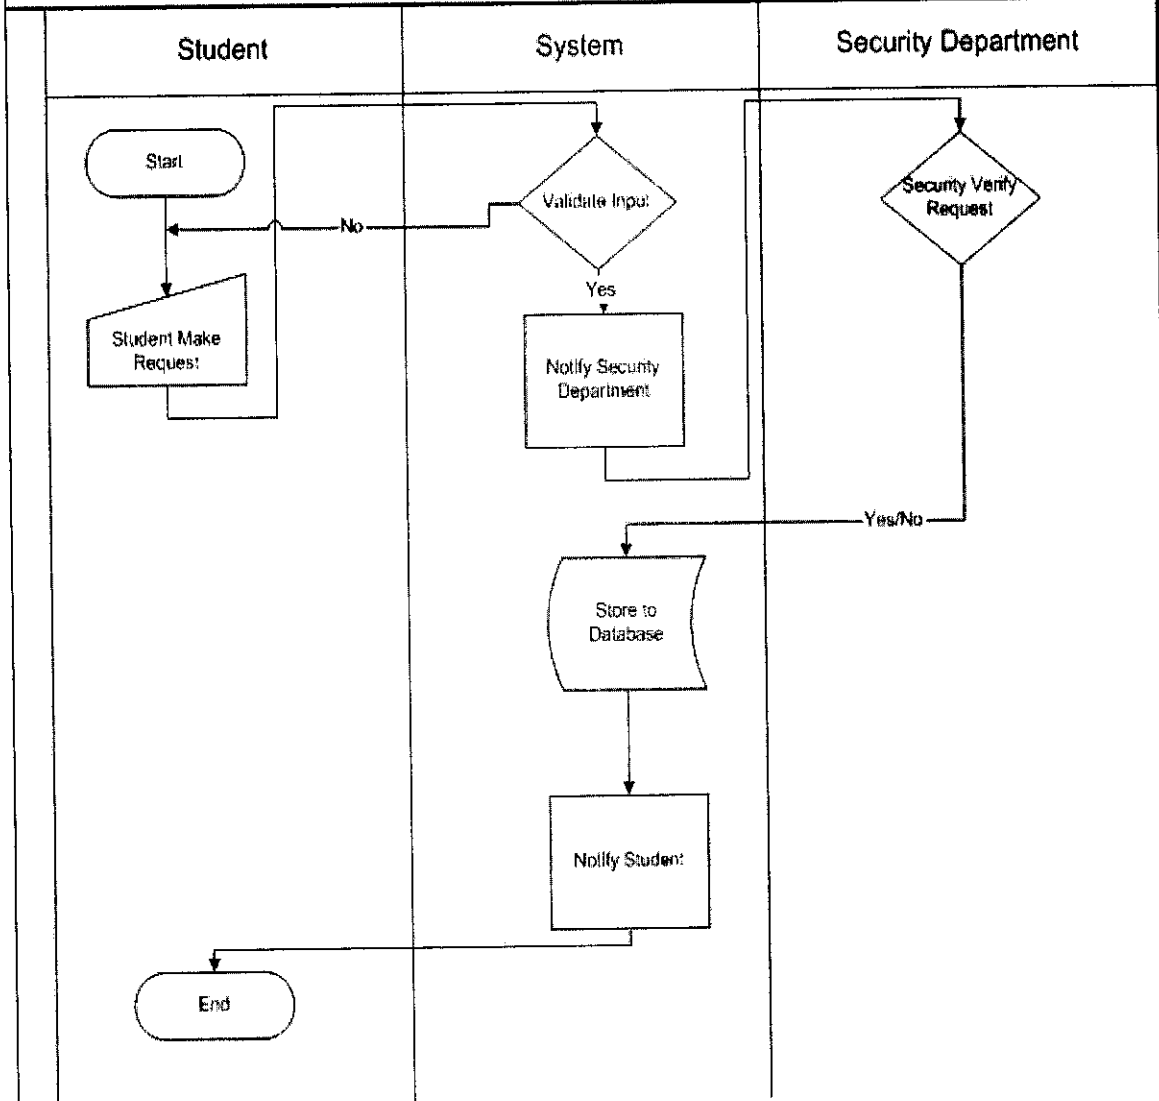 Student
System
Security Department
Start
Validate Input
Security Verify
Request
No
Yes
Student Make
Request
Notify Security
Department
Yes/No
Store to
Database
Notify Student
End